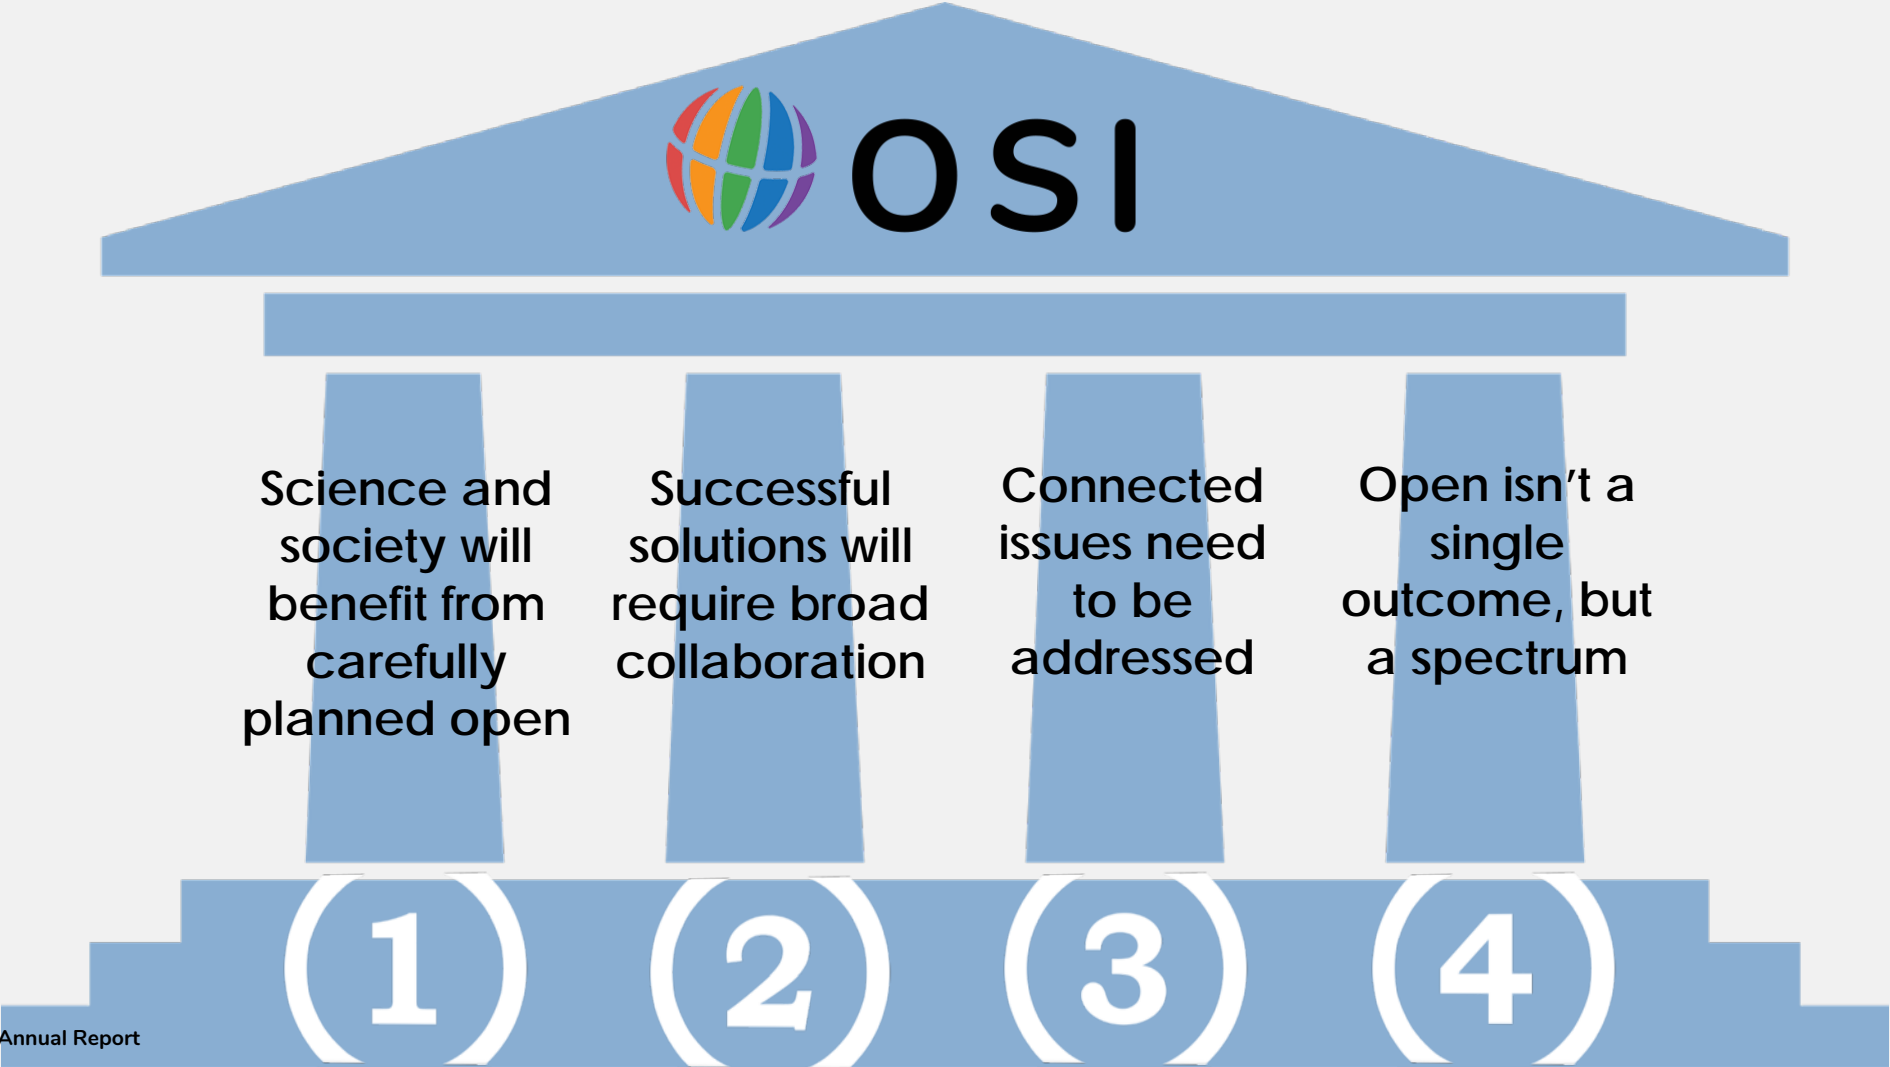 OSI
Science and
society will
benefit from
carefully
planned open
Successful
solutions will
require broad
collaboration
Connected
issues need
to be
addressed
Open isn’t a
single
outcome, but
a spectrum
(1)
(2)
(3)
(4)
Annual Report